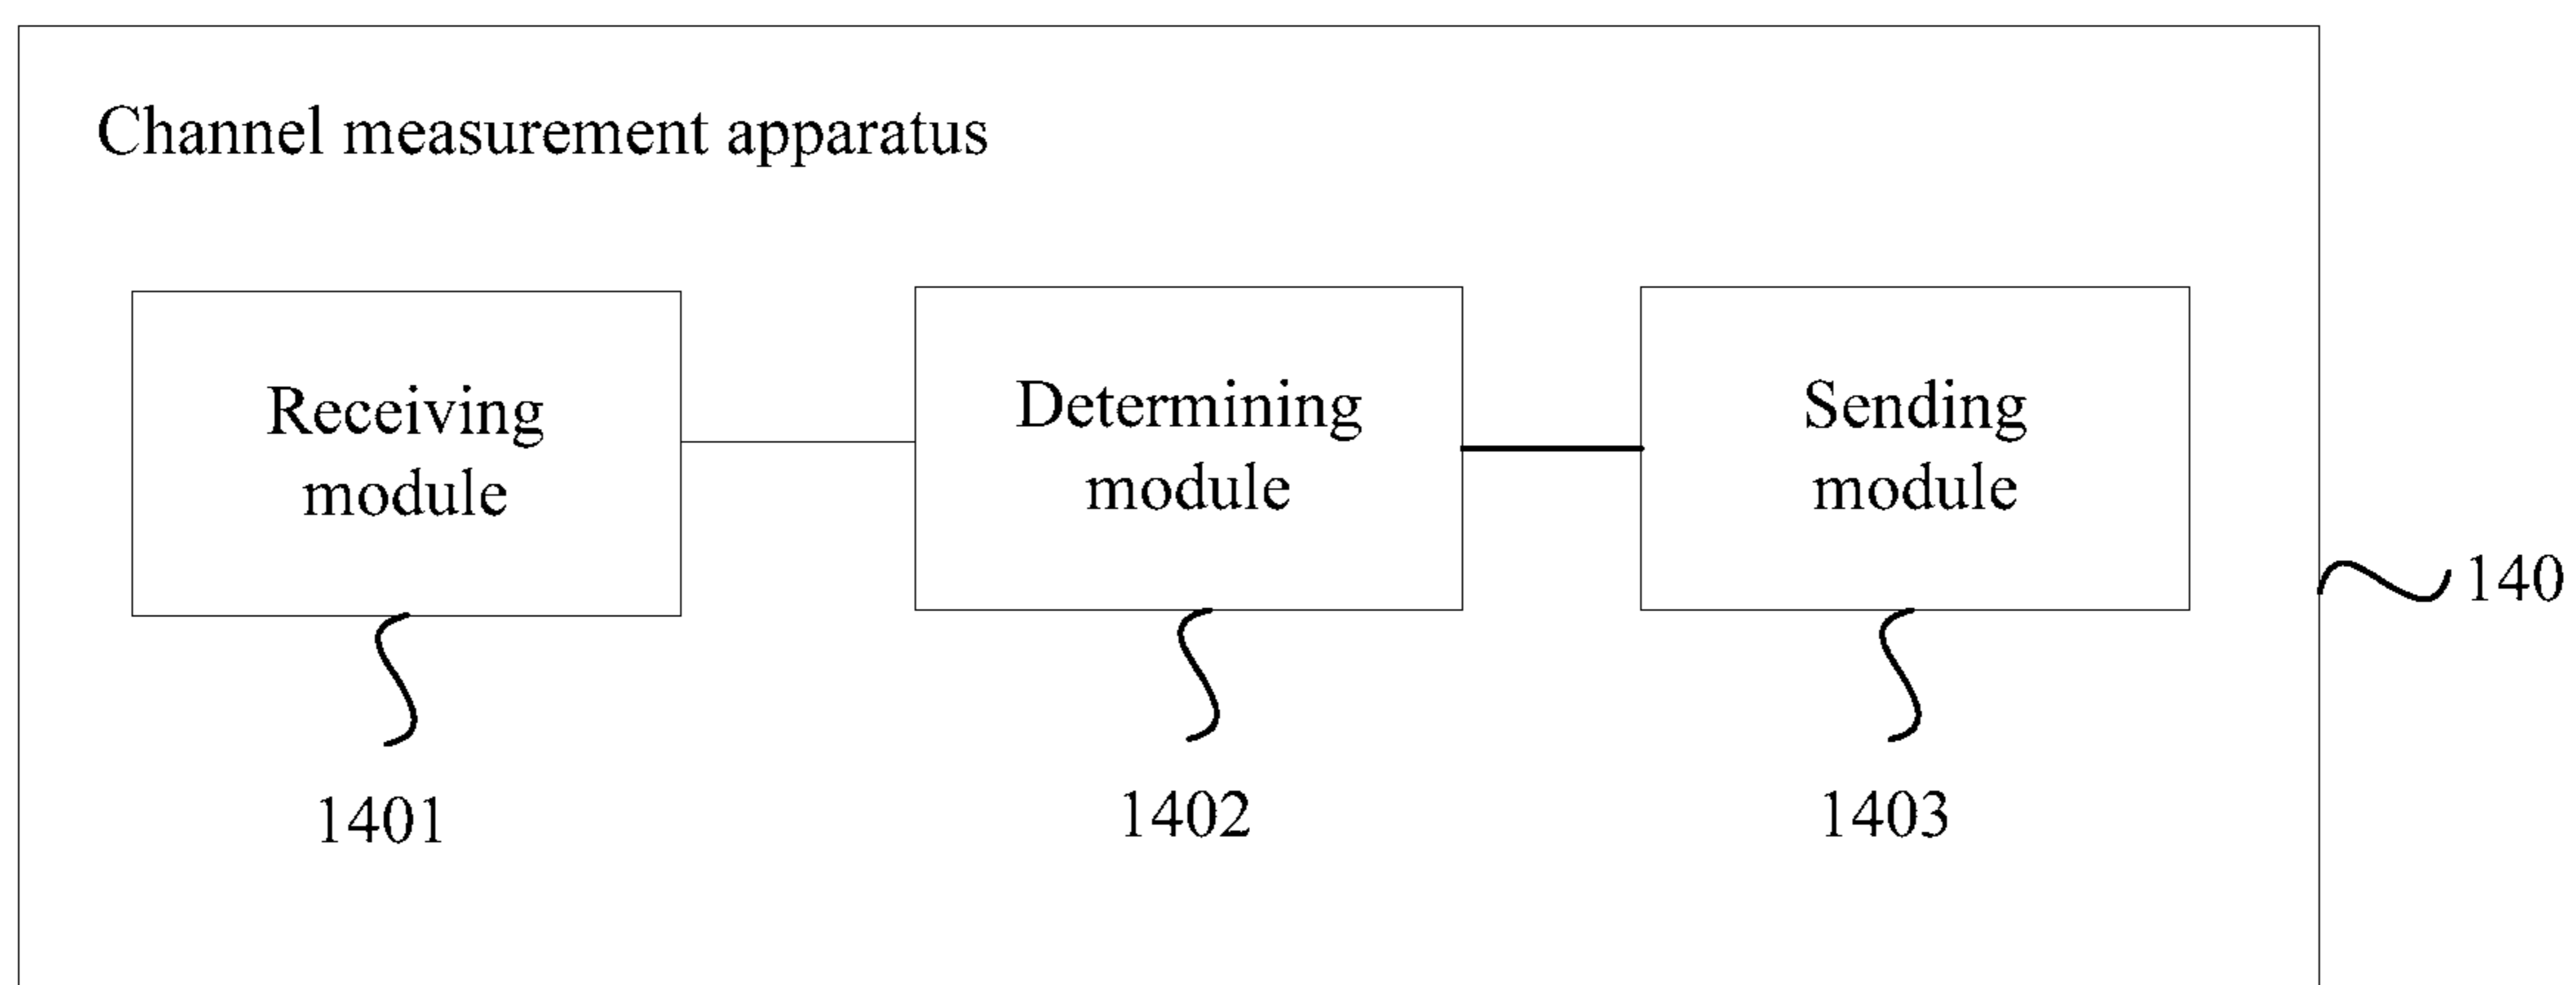 Channel measurement apparatus
Receiving
module
Determining
module
Sending
module
140
1401
1402
1403